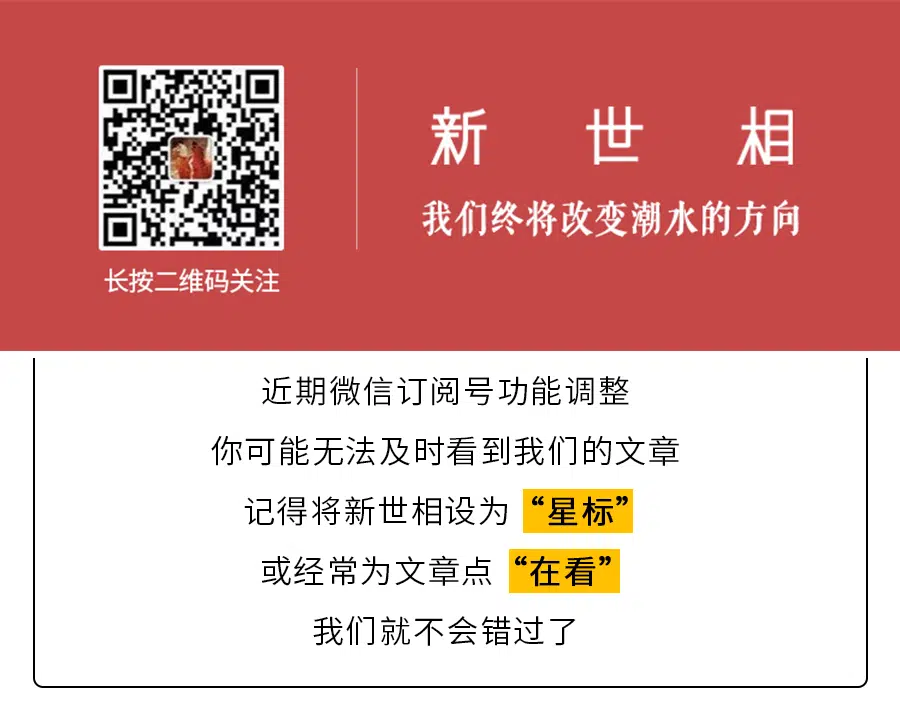 新世相
我们终将改变潮水的方向
长按二维码关注
近期微信订阅号功能调整
你可能无法及时看到我们的文章
记得将新世相设为 “星标”
或经常为文章点 “在看”
我们就不会错过了